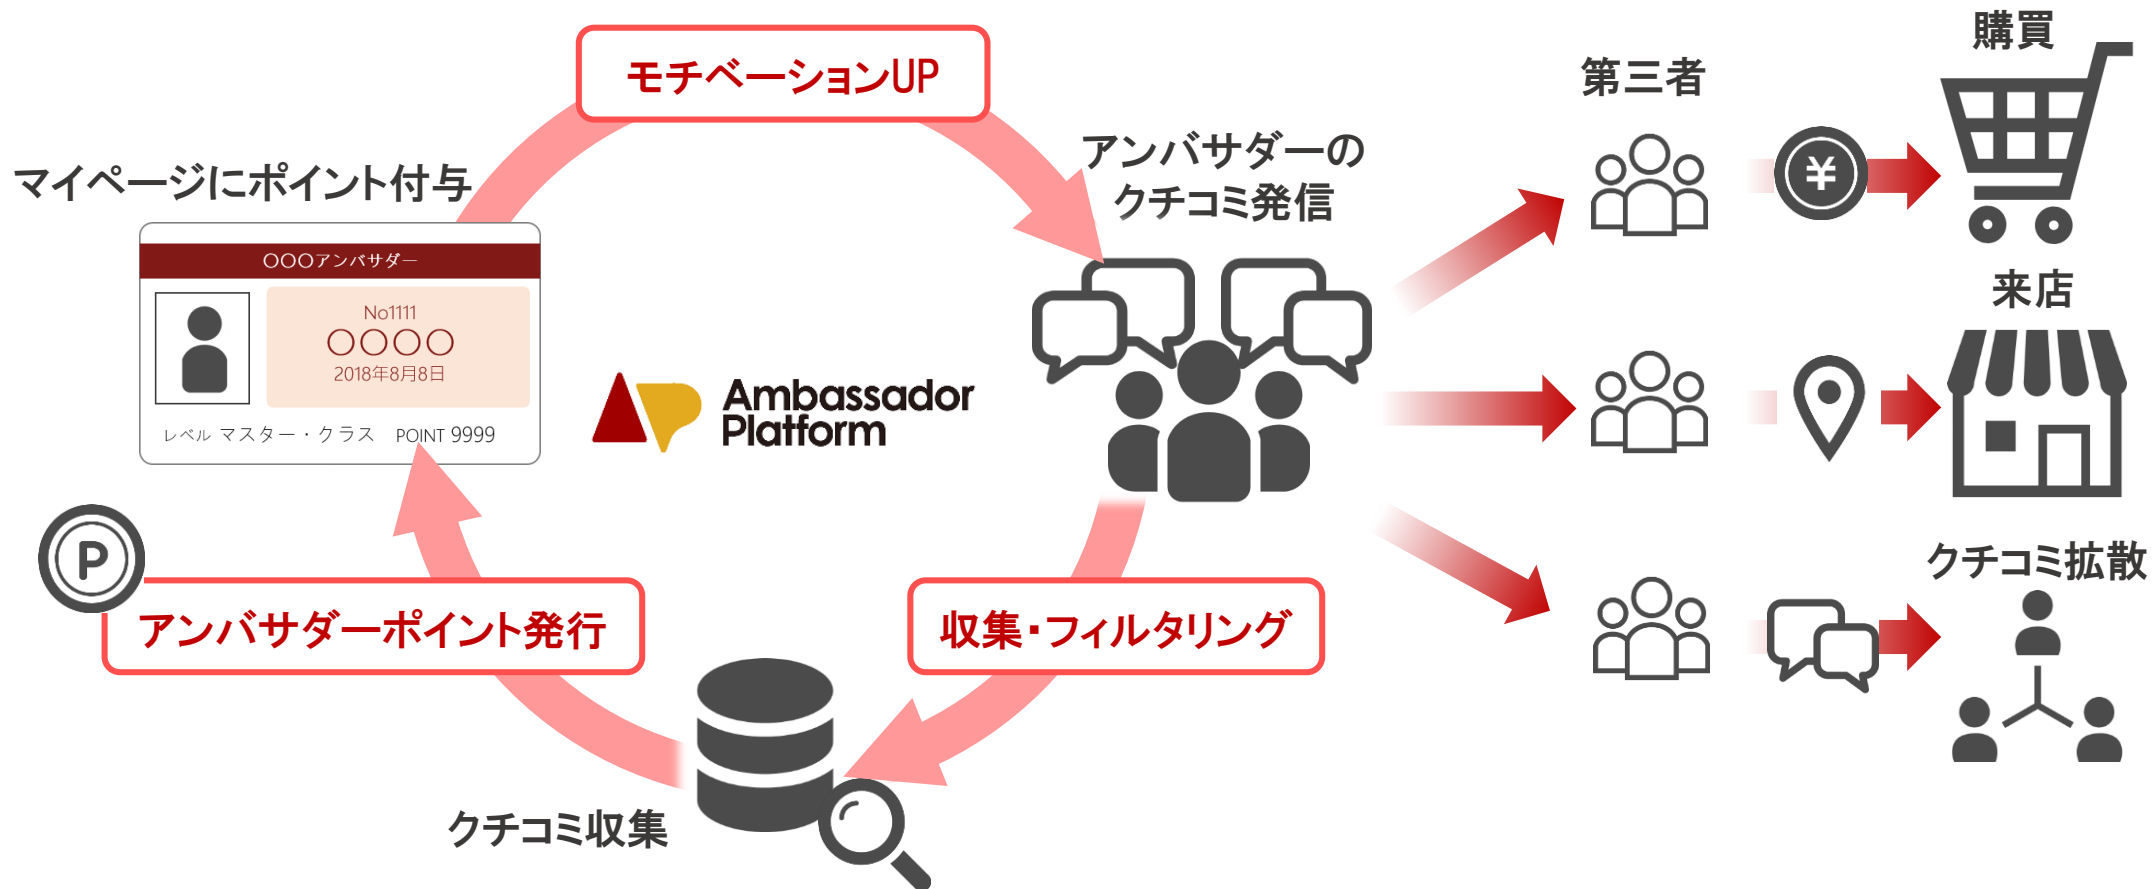 モチベーションUP
マイページにポイント付与
〇〇〇アンバサダー
No1111
〇〇〇〇
2018年8月8日
レベル マスター・クラス POINT 9999
Ambassador
Platform
アンバサダーの
クチコミ発信
P
アンバサダーポイント発行
収集・フィルタリング
クチコミ収集
第三者
¥
購買
来店
クチコミ拡散